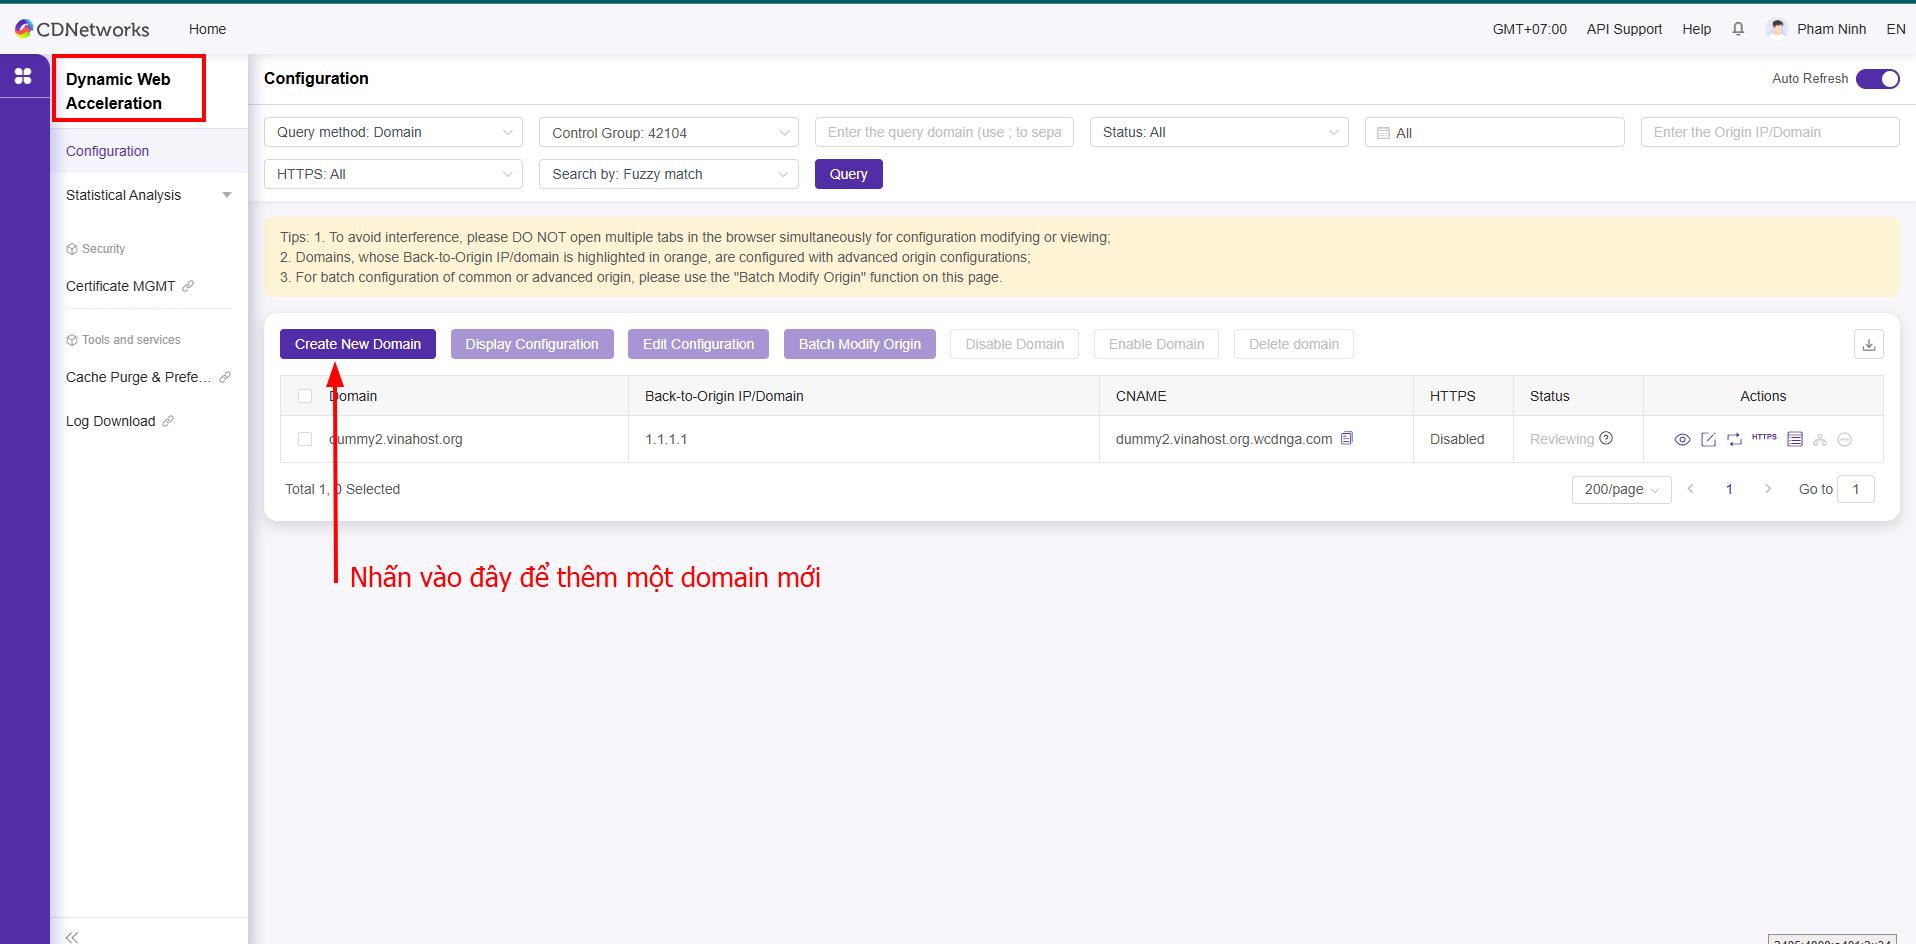 CDNetworks
Home
GMT+07:00
API Support
Help
Pham Ninh
EN
Dynamic Web
Acceleration
Configuration
Statistical Analysis
Security
Certificate MGMT
Tools and services
Cache Purge & Prefe...
Log Download
Configuration
Auto Refresh
Query method: Domain
Control Group: 42104
Enter the query domain (use ; to sepa
Status: All
All
Enter the Origin IP/Domain
HTTPS: All
Search by: Fuzzy match
Query
Tips: 1. To avoid interference, please DO NOT open multiple tabs in the browser simultaneously for configuration modifying or viewing;
2. Domains, whose Back-to-Origin IP/domain is highlighted in orange, are configured with advanced origin configurations;
3. For batch configuration of common or advanced origin, please use the "Batch Modify Origin" function on this page.
Create New Domain
Display Configuration
Edit Configuration
Batch Modify Origin
Disable Domain
Enable Domain
Delete domain
Domain
Back-to-Origin IP/Domain
CNAME
HTTPS
Status
Actions
dummy2.vinahost.org
1.1.1.1
dummy2.vinahost.org.wcdnga.com
Disabled
Reviewing
HTTPS
Total 1, 0 Selected
200/page
1
Go to
1
Nhấn vào đây để thêm một domain mới